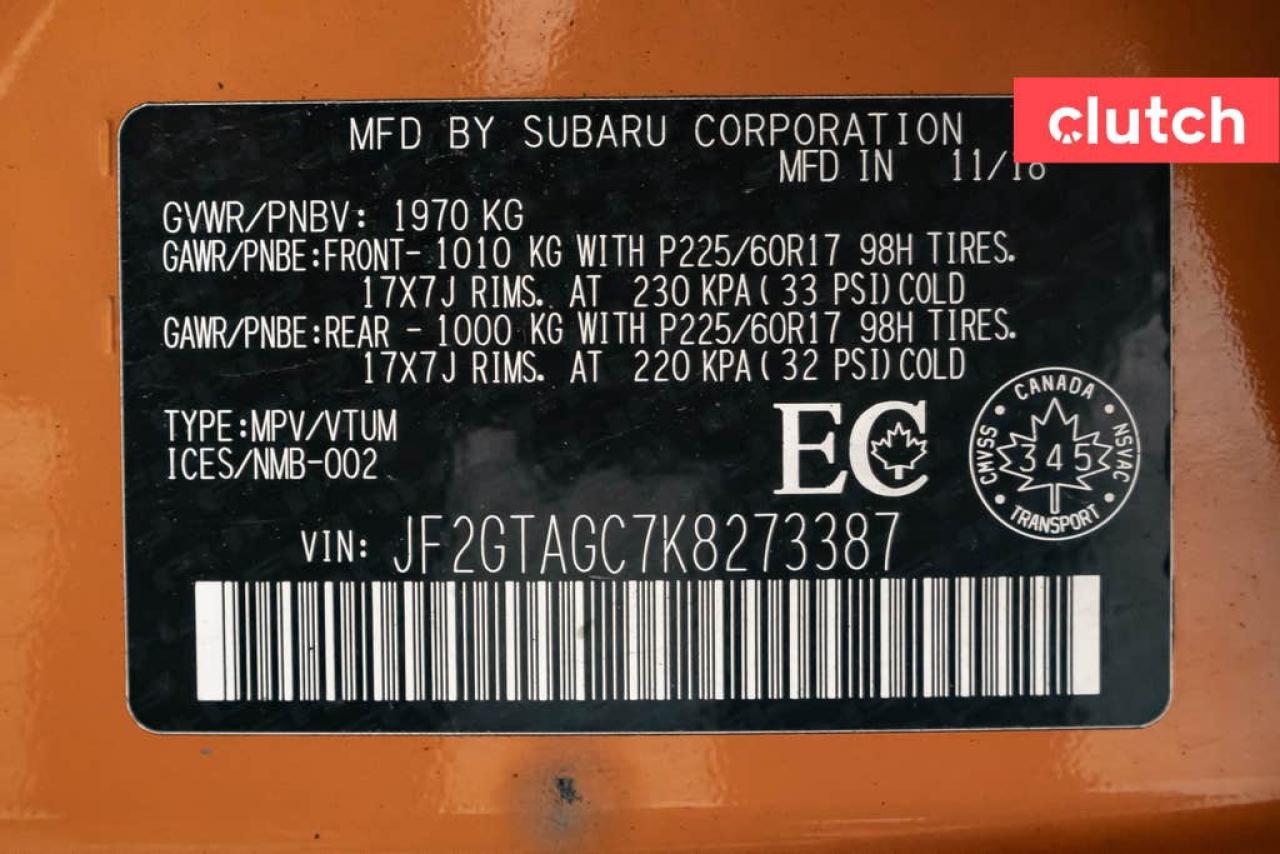 clutch
MFD BY SUBARU CORPORATION
MFD IN 11/18
GVWR/PNBV: 1970 KG
GAWR/PNBE:FRONT- 1010 KG WITH P225/60R17 98H TIRES.
17X7J RIMS. AT 230 KPA( 33 PSI)COLD
GAWR/PNBE:REAR - 1000 KG WITH P225/60R17 98H TIRES.
17X7J RIMS. AT 220 KPA( 32 PSI)COLD
TYPE:MPV/VTUM
ICES/NMB-002
EC
CANADA
CMVSS
345
NSVAC
TRANSPORT
VIN: JF2GTAGC7K8273387